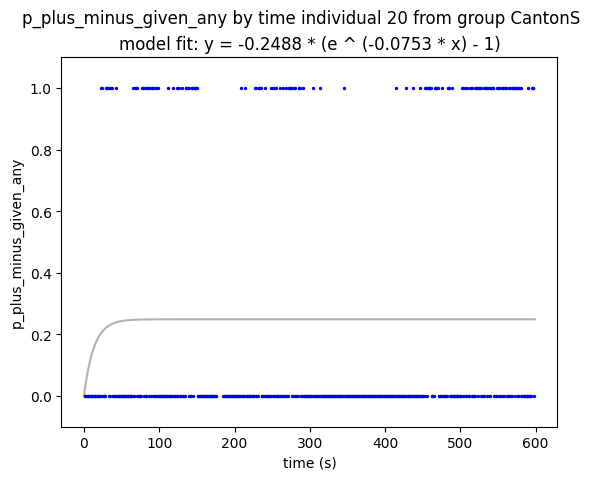 p_plus_minus_given_any by time individual 20 from group CantonS
model fit: y = -0.2488 * (e ^ (-0.0753 * x) - 1)
p_plus_minus_given_any
1.0
0.8
0.6
0.4
0.2
0.0
0 100 200 300 400 500 600
time (s)